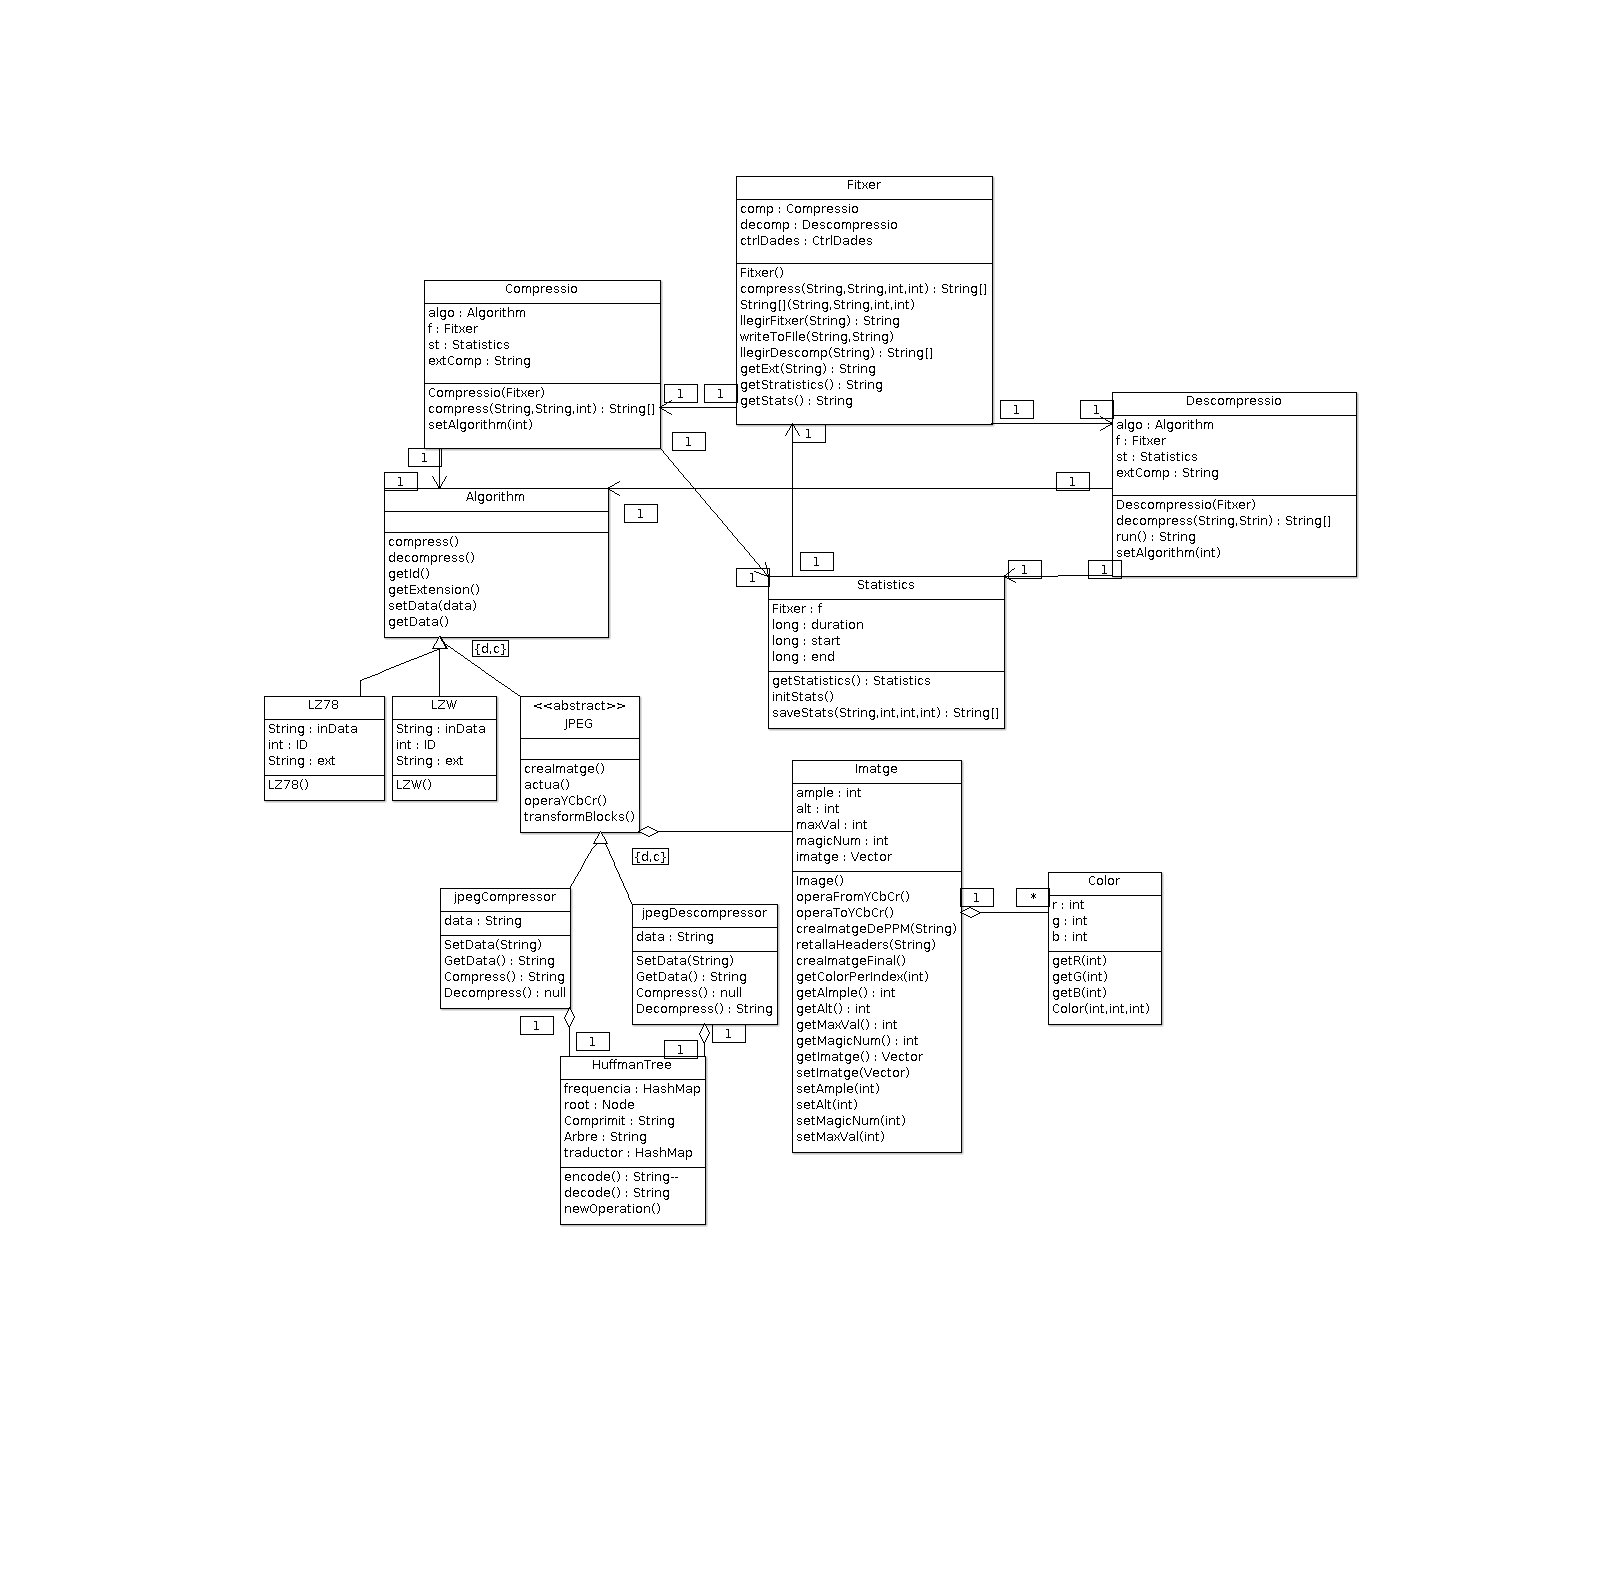 Fitxer
comp : Compressio
decomp : Descompressio
ctrlDades : CtrlDades
Fitxer()
compress(String,String,int,int) : String[]
String[](String,String,int,int)
llegirFitxer(String) : String
writeToFIle(String,String)
llegirDescomp(String) : String[]
getExt(String) : String
getStratistics() : String
getStats() : String
Compressio
algo : Algorithm
f : Fitxer
st : Statistics
extComp : String
Compressio(Fitxer)
compress(String,String,int) : String[]
setAlgorithm(int)
1
1
1
1
1
1
1
Descompressio
algo : Algorithm
f : Fitxer
st : Statistics
extComp : String
Descompressio(Fitxer)
decompress(String,Strin) : String[]
run() : String
setAlgorithm(int)
1
1
1
1
1
1
1
Algorithm
compress()
decompress()
getId()
getExtension()
setData(data)
getData()
{d,c}
Statistics
Fitxer : f
long : duration
long : start
long : end
getStatistics() : Statistics
initStats()
saveStats(String,int,int,int) : String[]
LZ78
String : inData
int : ID
String : ext
LZ78()
LZW
String : inData
int : ID
String : ext
LZW()
<<abstract>>
JPEG
creaImatge()
actua()
operaYCbCr()
transformBlocks()
{d,c}
Imatge
ample : int
alt : int
maxVal : int
magicNum : int
imatge : Vector
Image()
operaFromYCbCr()
operaToYCbCr()
creaImatgeDePPM(String)
retallaHeaders(String)
creaImatgeFinal()
getColorPerIndex(int)
getAlmple() : int
getAlt() : int
getMaxVal() : int
getMagicNum() : int
getImatge() : Vector
setImatge(Vector)
setAmple(int)
setAlt(int)
setMagicNum(int)
setMaxVal(int)
1
*
Color
r : int
g : int
b : int
getR(int)
getG(int)
getB(int)
Color(int,int,int)
jpegCompressor
data : String
SetData(String)
GetData() : String
Compress() : String
Decompress() : null
jpegDescompressor
data : String
SetData(String)
GetData() : String
Compress() : null
Decompress() : String
1
1
1
1
HuffmanTree
frequencia : HashMap
root : Node
Comprimit : String
Arbre : String
traductor : HashMap
encode() : String--
decode() : String
newOperation()